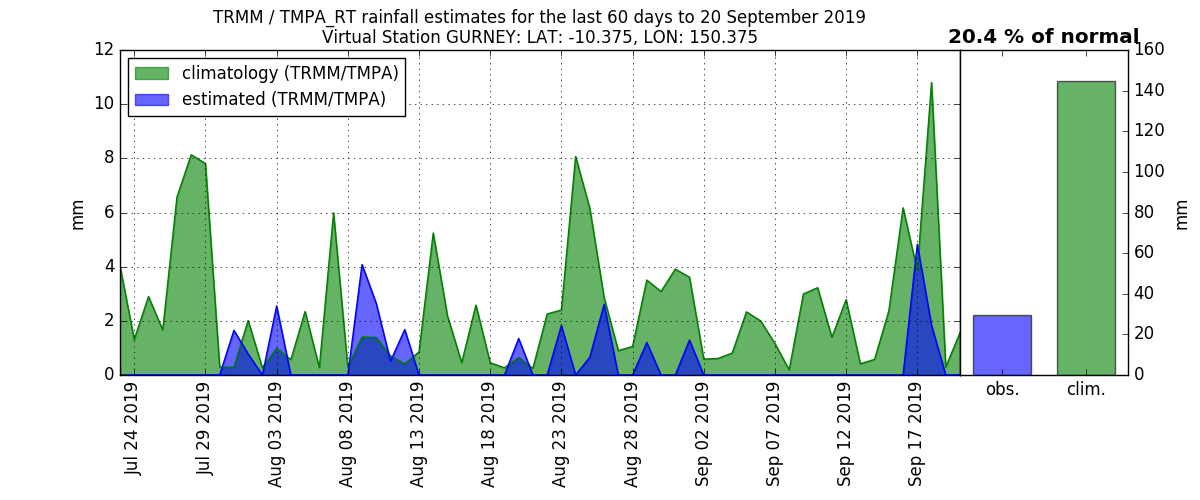 TRMM / TMPA_RT rainfall estimates for the last 60 days to 20 September 2019
Virtual Station GURNEY: LAT: -10.375, LON: 150.375
20.4 % of normal
climatology (TRMM/TMPA)
estimated (TRMM/TMPA)
mm
12
10
8
6
4
2
0
Jul 24 2019
Jul 29 2019
Aug 03 2019
Aug 08 2019
Aug 13 2019
Aug 18 2019
Aug 23 2019
Aug 28 2019
Sep 02 2019
Sep 07 2019
Sep 12 2019
Sep 17 2019
obs.
clim.
160
140
120
100
80
60
40
20
0
mm